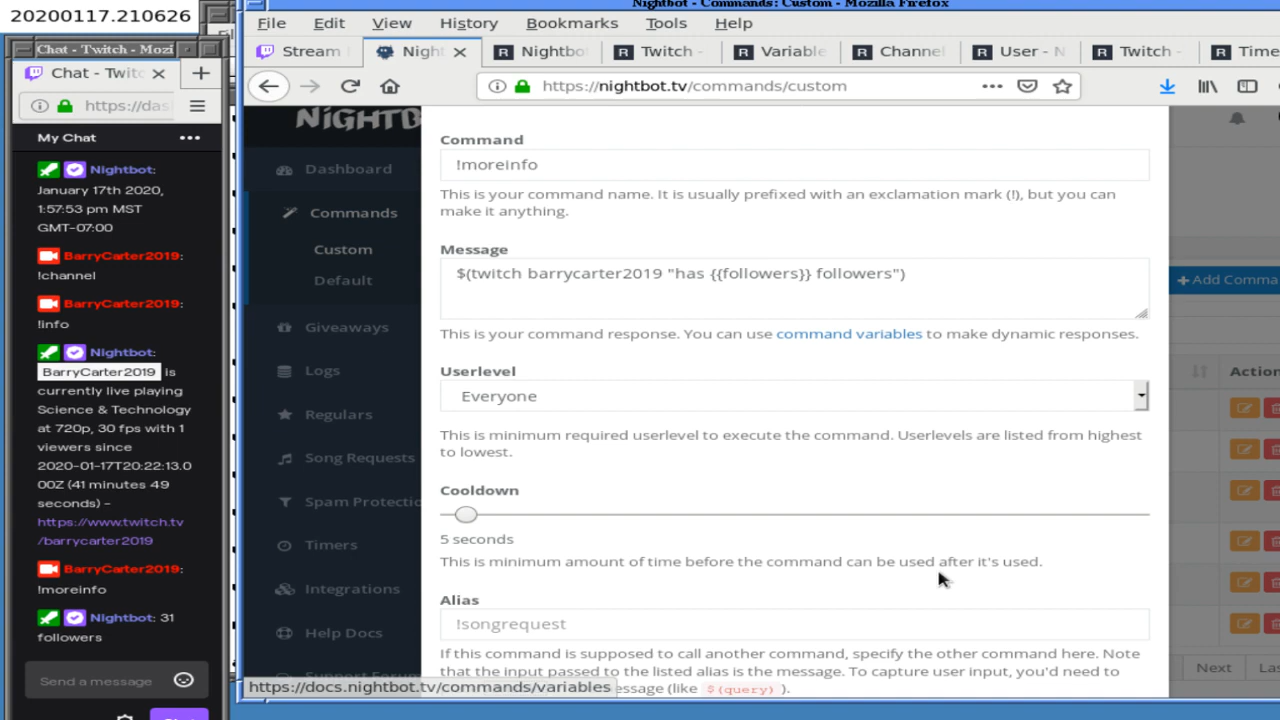 20200117.210626
Nightbot - Commands: Custom - Mozilla Firefox
Chat - Twitch - Mozi
File Edit View History Bookmarks Tools Help
Stream Night Nightbo Twitch - Variable Channel User - N Twitch - Time
Chat - Twitc
https://nightbot.tv/commands/custom
https://das
My Chat
Nightbot:
January 17th 2020,
1:57:53 pm MST
GMT-07:00
BarryCarter2019:
!channel
BarryCarter2019:
!info
Nightbot:
BarryCarter2019 is
currently live playing
Science & Technology
at 720p, 30 fps with 1
viewers since
2020-01-17T20:22:13.0
00Z (41 minutes 49
seconds) –
https://www.twitch.tv
/barrycarter2019
BarryCarter2019:
!moreinfo
Nightbot: 31
followers
Send a message
NiGHTB
Dashboard
Commands
Custom
Default
Giveaways
Logs
Regulars
Song Requests
Spam Protectio
Timers
Integrations
Help Docs
Command
!moreinfo
This is your command name. It is usually prefixed with an exclamation mark (!), but you can
make it anything.
Message
$(twitch barrycarter2019 "has {{followers}} followers")
This is your command response. You can use command variables to make dynamic responses.
Userlevel
Everyone
This is minimum required userlevel to execute the command. Userlevels are listed from highest
to lowest.
Cooldown
5 seconds
This is minimum amount of time before the command can be used after it's used.
Alias
!songrequest
If this command is supposed to call another command, specify the other command here. Note
that the input passed to the listed alias is the message. To capture user input, you'd need to
essage (like $(query) ).
https://docs.nightbot.tv/commands/variables
+ Add Comma
Action
Next Las